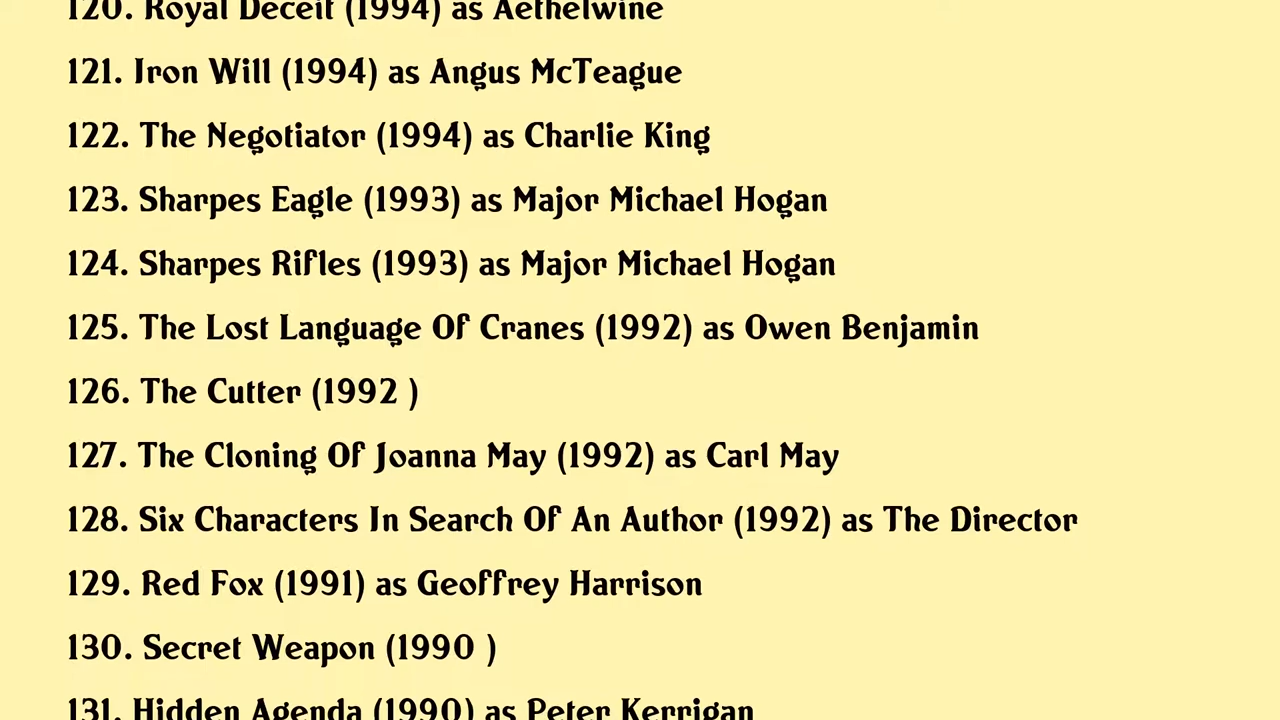 120. Royal Deceit (1994) as Aethelwine
121. Iron Will (1994) as Angus McTeague
122. The Negotiator (1994) as Charlie King
123. Sharpes Eagle (1993) as Major Michael Hogan
124. Sharpes Rifles (1993) as Major Michael Hogan
125. The Lost Language Of Cranes (1992) as Owen Benjamin
126. The Cutter (1992 )
127. The Cloning Of Joanna May (1992) as Carl May
128. Six Characters In Search Of An Author (1992) as The Director
129. Red Fox (1991) as Geoffrey Harrison
130. Secret Weapon (1990 )
131. Hidden Agenda (1990) as Peter Kerrigan